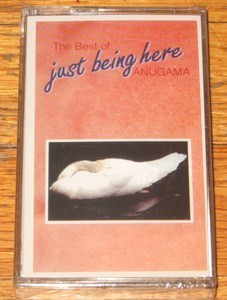 The Best of
just being here
ANUGAMA